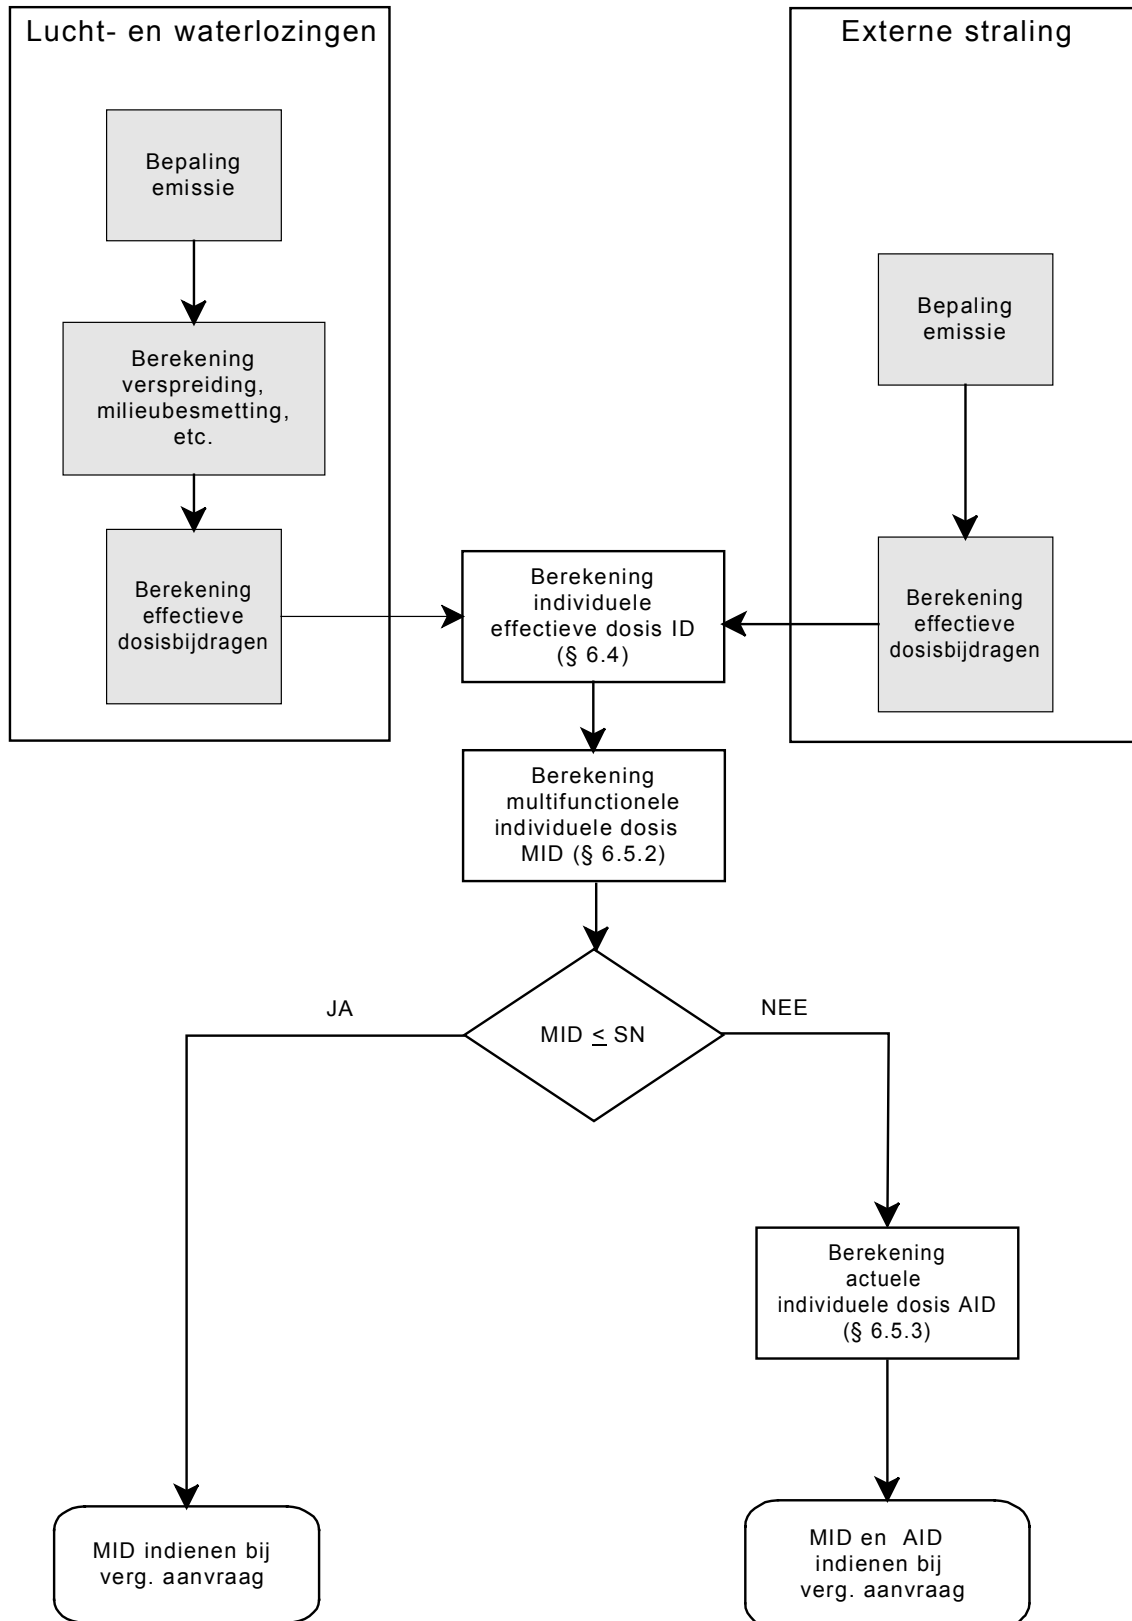 Lucht- en waterlozingen
Bepaling
emissie
Berekening
verspreiding,
milieubesmetting,
etc.
Berekening
effectieve
dosisbijdragen
Externe straling
Bepaling
emissie
Berekening
effectieve
dosisbijdragen
Berekening
individuele
effectieve dosis ID
(§ 6.4)
Berekening
multifunctionele
individuele dosis
MID (§ 6.5.2)
MID ≤ SN
JA
NEE
Berekening
actuele
individuele dosis AID
(§ 6.5.3)
MID indienen bij
verg. aanvraag
MID en AID
indienen bij
verg. aanvraag